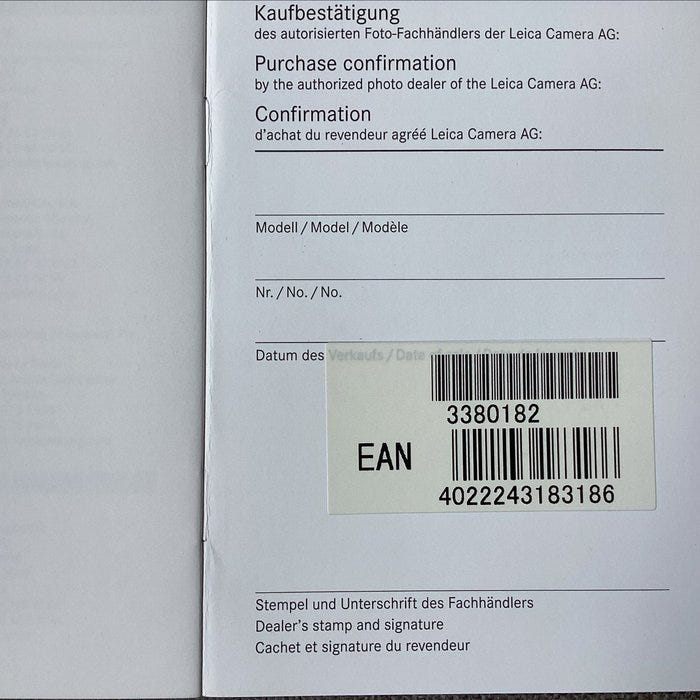 Kaufbestätigung
des autorisierten Foto-Fachhändlers der Leica Camera AG:
Purchase confirmation
by the authorized photo dealer of the Leica Camera AG:
Confirmation
d'achat du revendeur agréé Leica Camera AG:
Modell / Model / Modèle
Nr. / No. / No.
Datum des Verkaufs / Date
3380182
EAN
4022243183186
Stempel und Unterschrift des Fachhändlers
Dealer's stamp and signature
Cachet et signature du revendeur